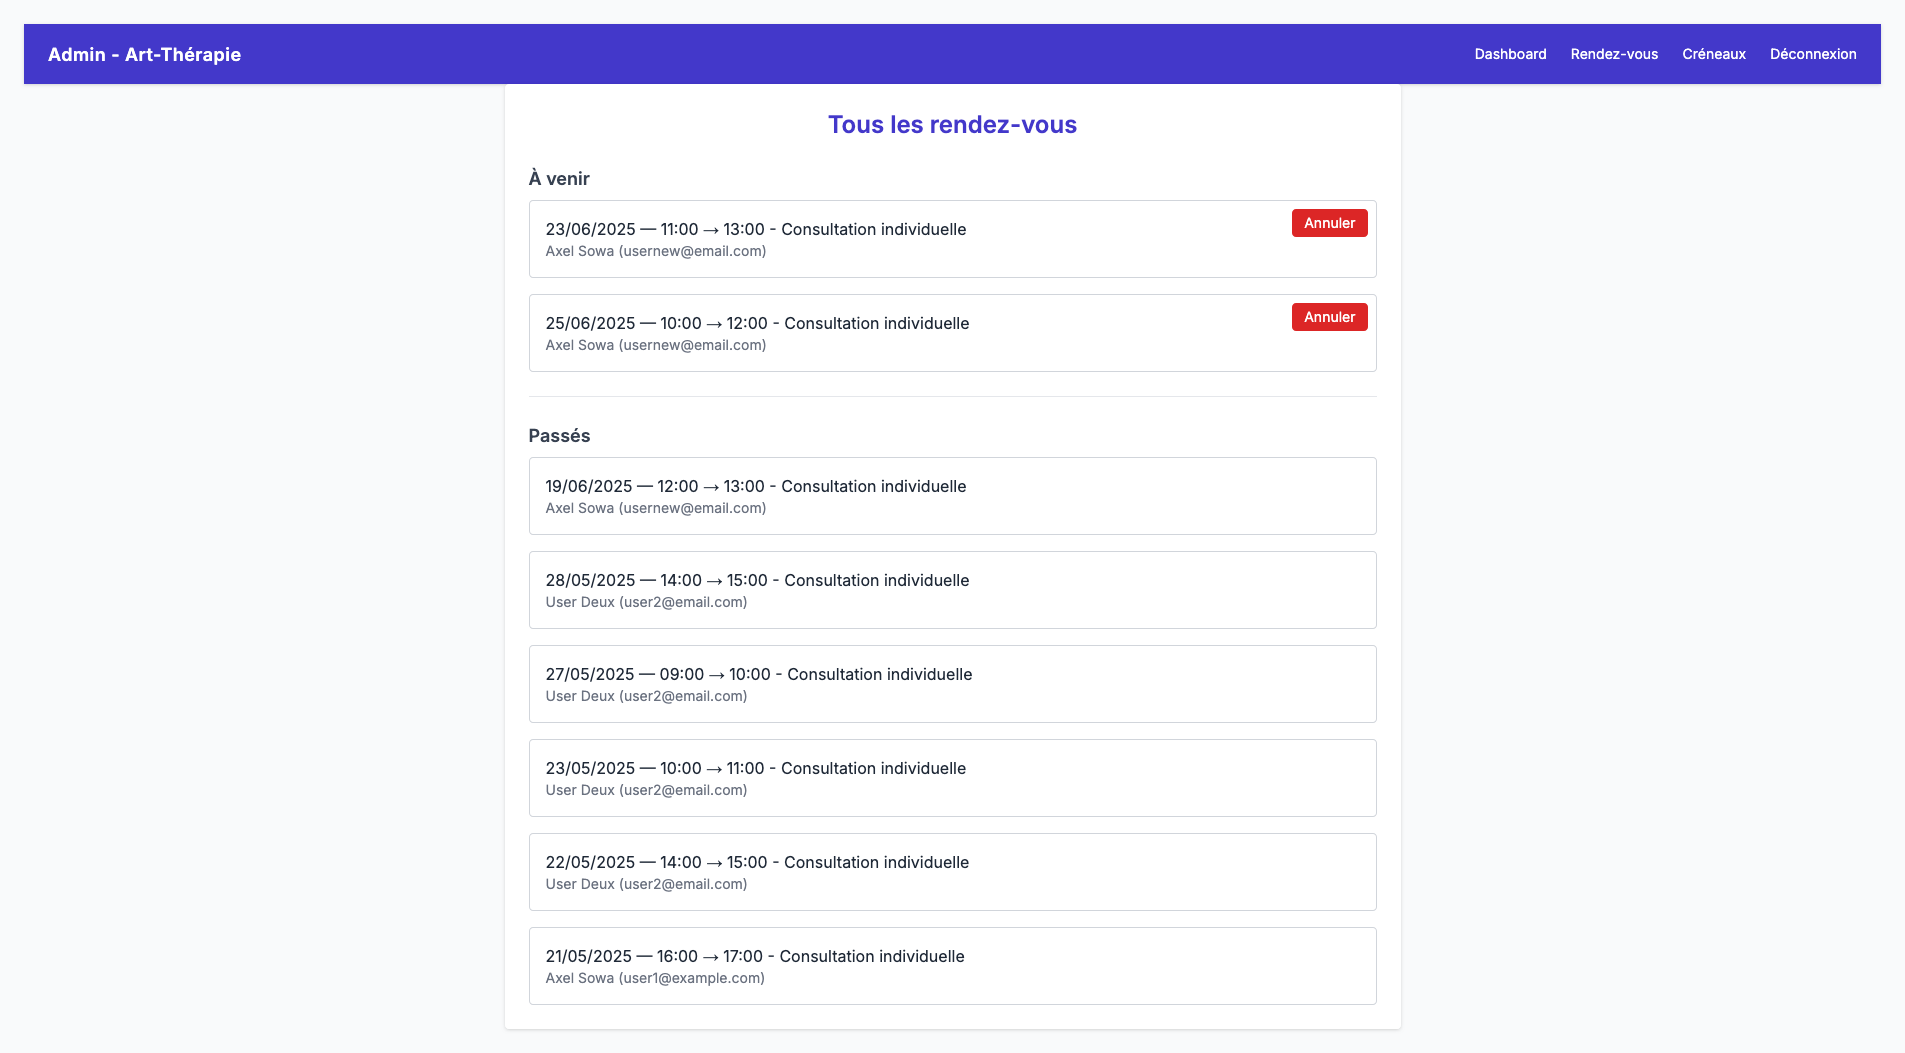 Admin - Art-Thérapie
Dashboard Rendez-vous Créneaux Déconnexion
Tous les rendez-vous
À venir
23/06/2025 — 11:00 → 13:00 - Consultation individuelle
Annuler
Axel Sowa (usernew@email.com)
25/06/2025 — 10:00 → 12:00 - Consultation individuelle
Annuler
Axel Sowa (usernew@email.com)
Passés
19/06/2025 — 12:00 → 13:00 - Consultation individuelle
Axel Sowa (usernew@email.com)
28/05/2025 — 14:00 → 15:00 - Consultation individuelle
User Deux (user2@email.com)
27/05/2025 — 09:00 → 10:00 - Consultation individuelle
User Deux (user2@email.com)
23/05/2025 — 10:00 → 11:00 - Consultation individuelle
User Deux (user2@email.com)
22/05/2025 — 14:00 → 15:00 - Consultation individuelle
User Deux (user2@email.com)
21/05/2025 — 16:00 → 17:00 - Consultation individuelle
Axel Sowa (user1@example.com)